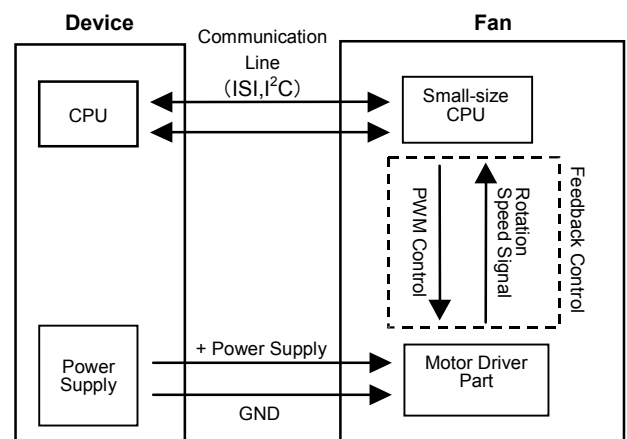 Device
Communication
Line
(ISI,I²C)
Fan
CPU
Small-size
CPU
PWM Control
Rotation
Speed Signal
Feedback Control
Power
Supply
+ Power Supply
GND
Motor Driver
Part